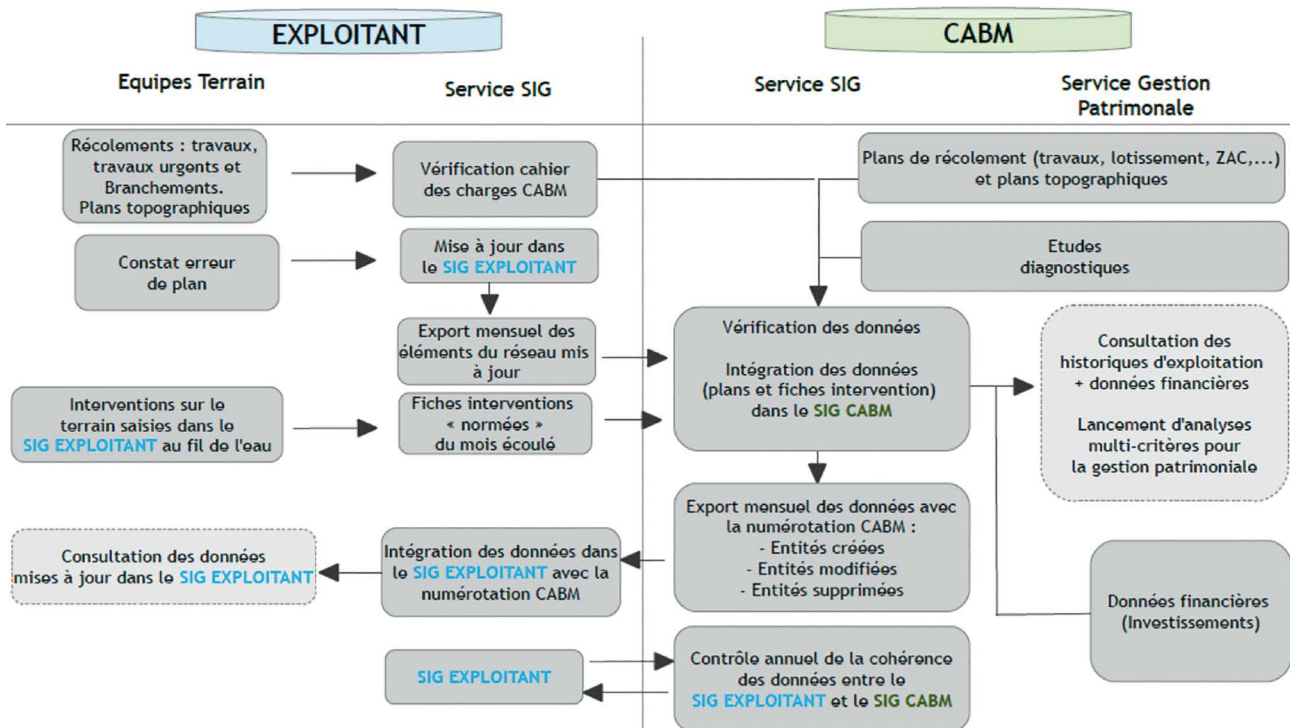 EXPLOITANT
CABM
Equipes Terrain
Service SIG
Service SIG
Service Gestion
Patrimonale
Récolements : travaux,
travaux urgents et
Branchements.
Plans topographiques
Vérification cahier
des charges CABM
Plans de récolement (travaux, lotissement, ZAC,...)
et plans topographiques
Constat erreur
de plan
Mise à jour dans
le SIG EXPLOITANT
Etudes
diagnostiques
Export mensuel des
éléments du réseau mis
à jour
Vérification des données
Intégration des données
(plans et fiches intervention)
dans le SIG CABM
Consultation des
historiques d'exploitation
+ données financières
Lancement d'analyses
multi-critères pour
la gestion patrimoniale
Interventions sur le
terrain saisies dans le
SIG EXPLOITANT au fil de l'eau
Fiches interventions
« normées »
du mois écoulé
Export mensuel des données avec
la numérotation CABM :
- Entités créées
- Entités modifiées
- Entités supprimées
Consultation des données
mises à jour dans le SIG EXPLOITANT
Intégration des données dans
le SIG EXPLOITANT avec la
numérotation CABM
Données financières
(Investissements)
SIG EXPLOITANT
Contrôle annuel de la cohérence
des données entre le
SIG EXPLOITANT et le SIG CABM